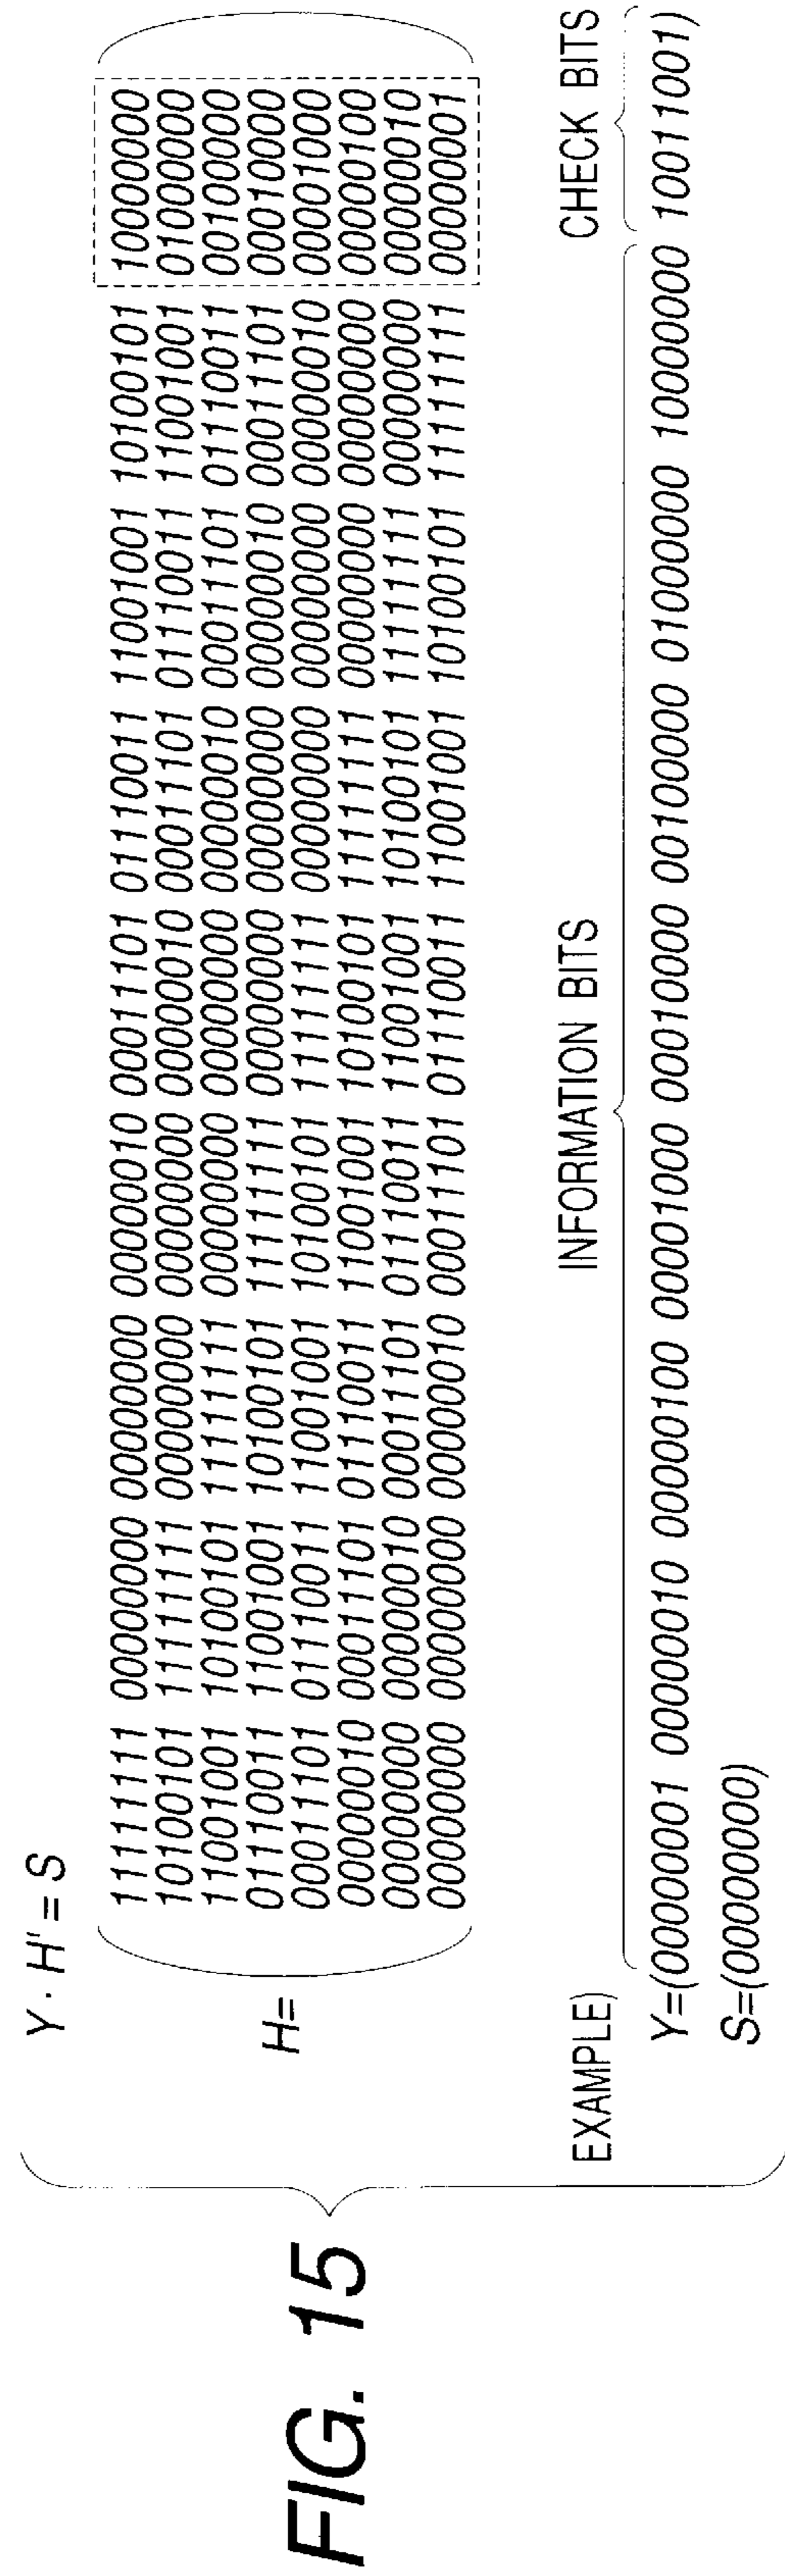 FIG. 15
Y · H' = S
11111111 00000000 00000000 00000010 00011101 01110011 11001001 10100101 10000000
10100101 11111111 00000000 00000000 00000010 00011101 01110011 11001001 01000000
11001001 10100101 11111111 00000000 00000000 00000010 00011101 01110011 00100000
H= 01110011 11001001 10100101 11111111 00000000 00000000 00000010 00011101 00010000
00011101 01110011 11001001 10100101 11111111 00000000 00000000 00000010 00001000
00000010 00011101 01110011 11001001 10100101 11111111 00000000 00000000 00000100
00000000 00000010 00011101 01110011 11001001 10100101 11111111 00000000 00000010
00000000 00000000 00000010 00011101 01110011 11001001 10100101 11111111 00000001
EXAMPLE) INFORMATION BITS CHECK BITS
Y=(00000001 00000010 00000100 00001000 00010000 00100000 01000000 10000000 10011001)
S=(00000000)